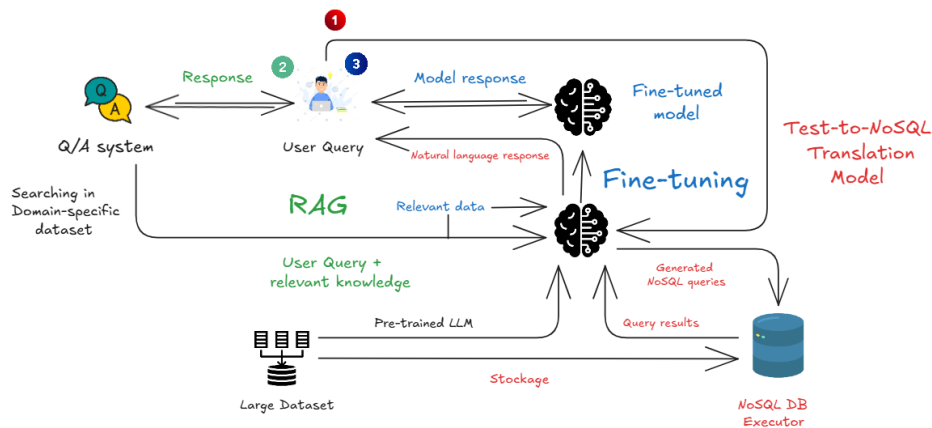 1
2
3
Response
Model response
Q
A
Fine-tuned
model
Test-to-NoSQL
Translation
Model
Q/A system
User Query
Natural language response
Searching in
Domain-specific
dataset
RAG
Relevant data
Fine-tuning
User Query +
relevant knowledge
Generated
NoSQL queries
Pre-trained LLM
Query results
Stockage
Large Dataset
NoSQL DB
Executor